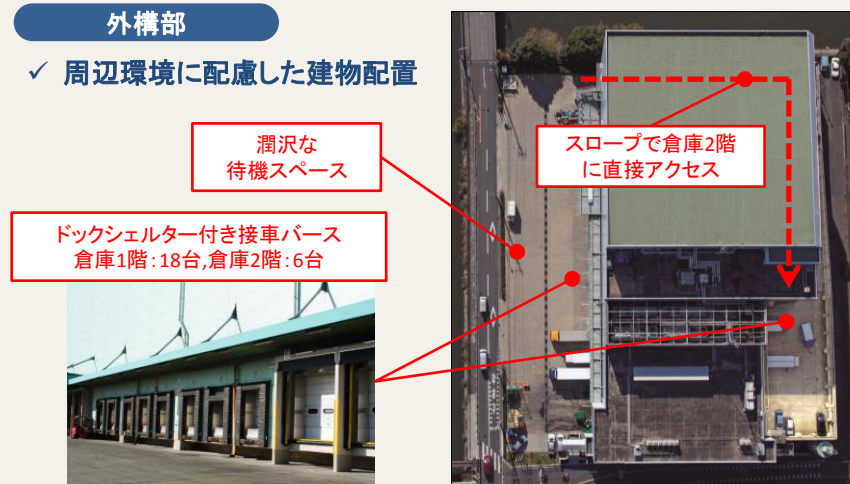 外構部
✓ 周辺環境に配慮した建物配置
潤沢な
待機スペース
スロープで倉庫2階
に直接アクセス
ドックシェルター付き接車バース
倉庫1階：18台,倉庫2階：6台